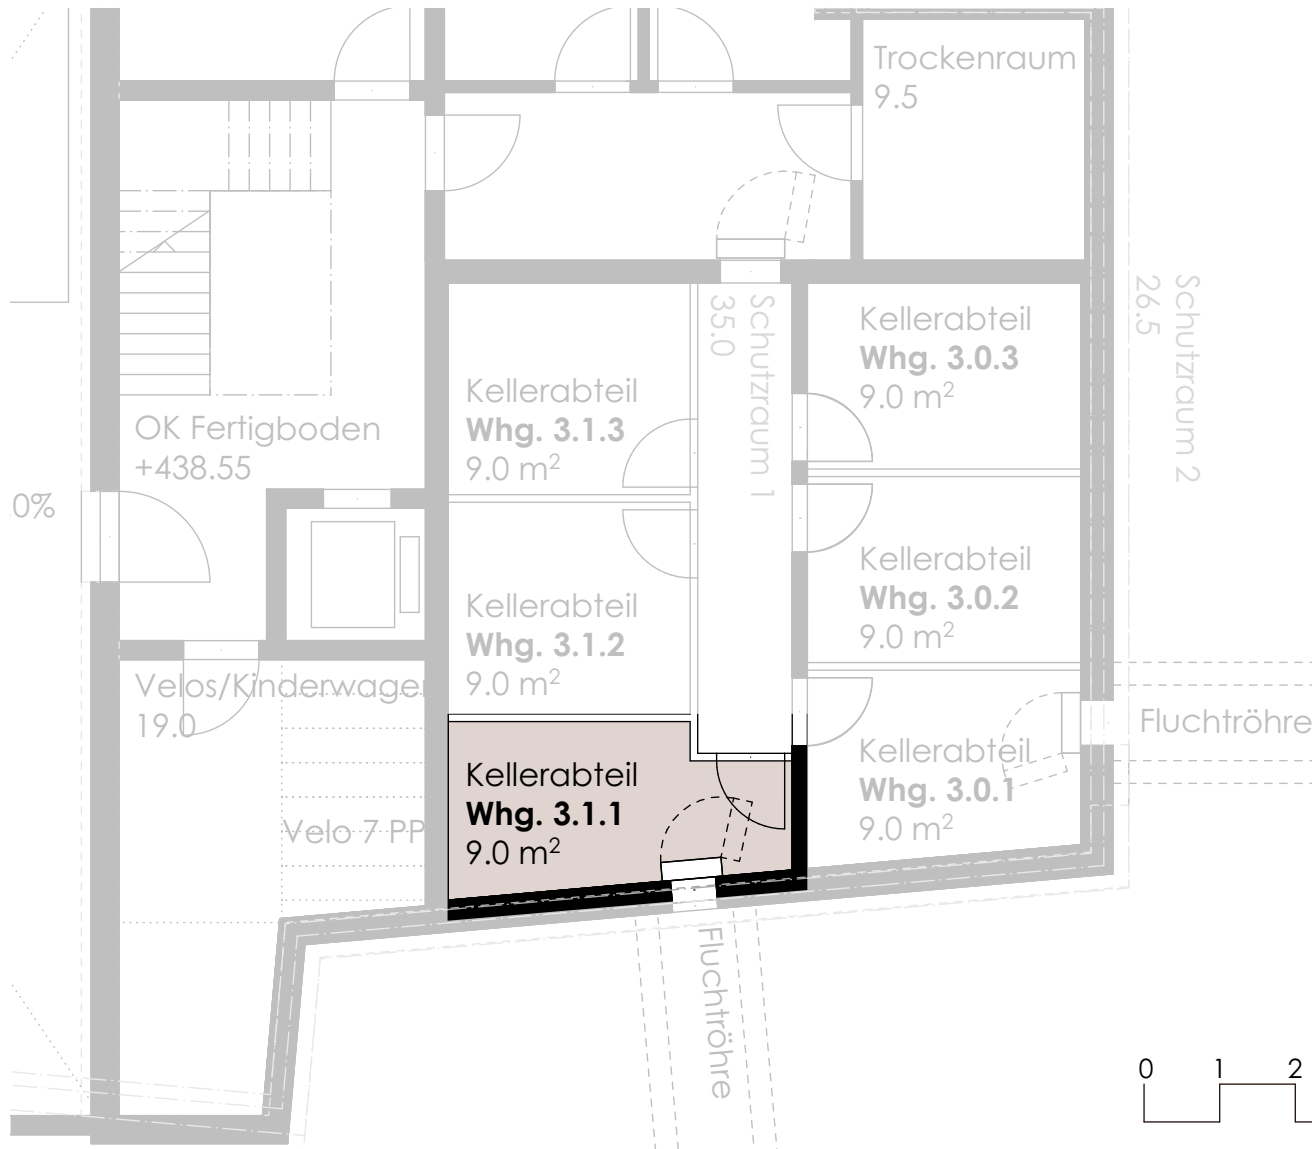 Trockenraum
9.5
Schutzraum 2
26.5
Schutzraum 1
35.0
Kellerabteil
Whg. 3.0.3
9.0 m²
Kellerabteil
Whg. 3.1.3
9.0 m²
OK Fertigboden
+438.55
.0%
Kellerabteil
Whg. 3.0.2
9.0 m²
Kellerabteil
Whg. 3.1.2
9.0 m²
Velos/Kinderwagen
19.0
Fluchtröhre
Kellerabteil
Whg. 3.0.1
9.0 m²
Kellerabteil
Whg. 3.1.1
9.0 m²
Velo 7 PP
Fluchtröhre
0 1 2